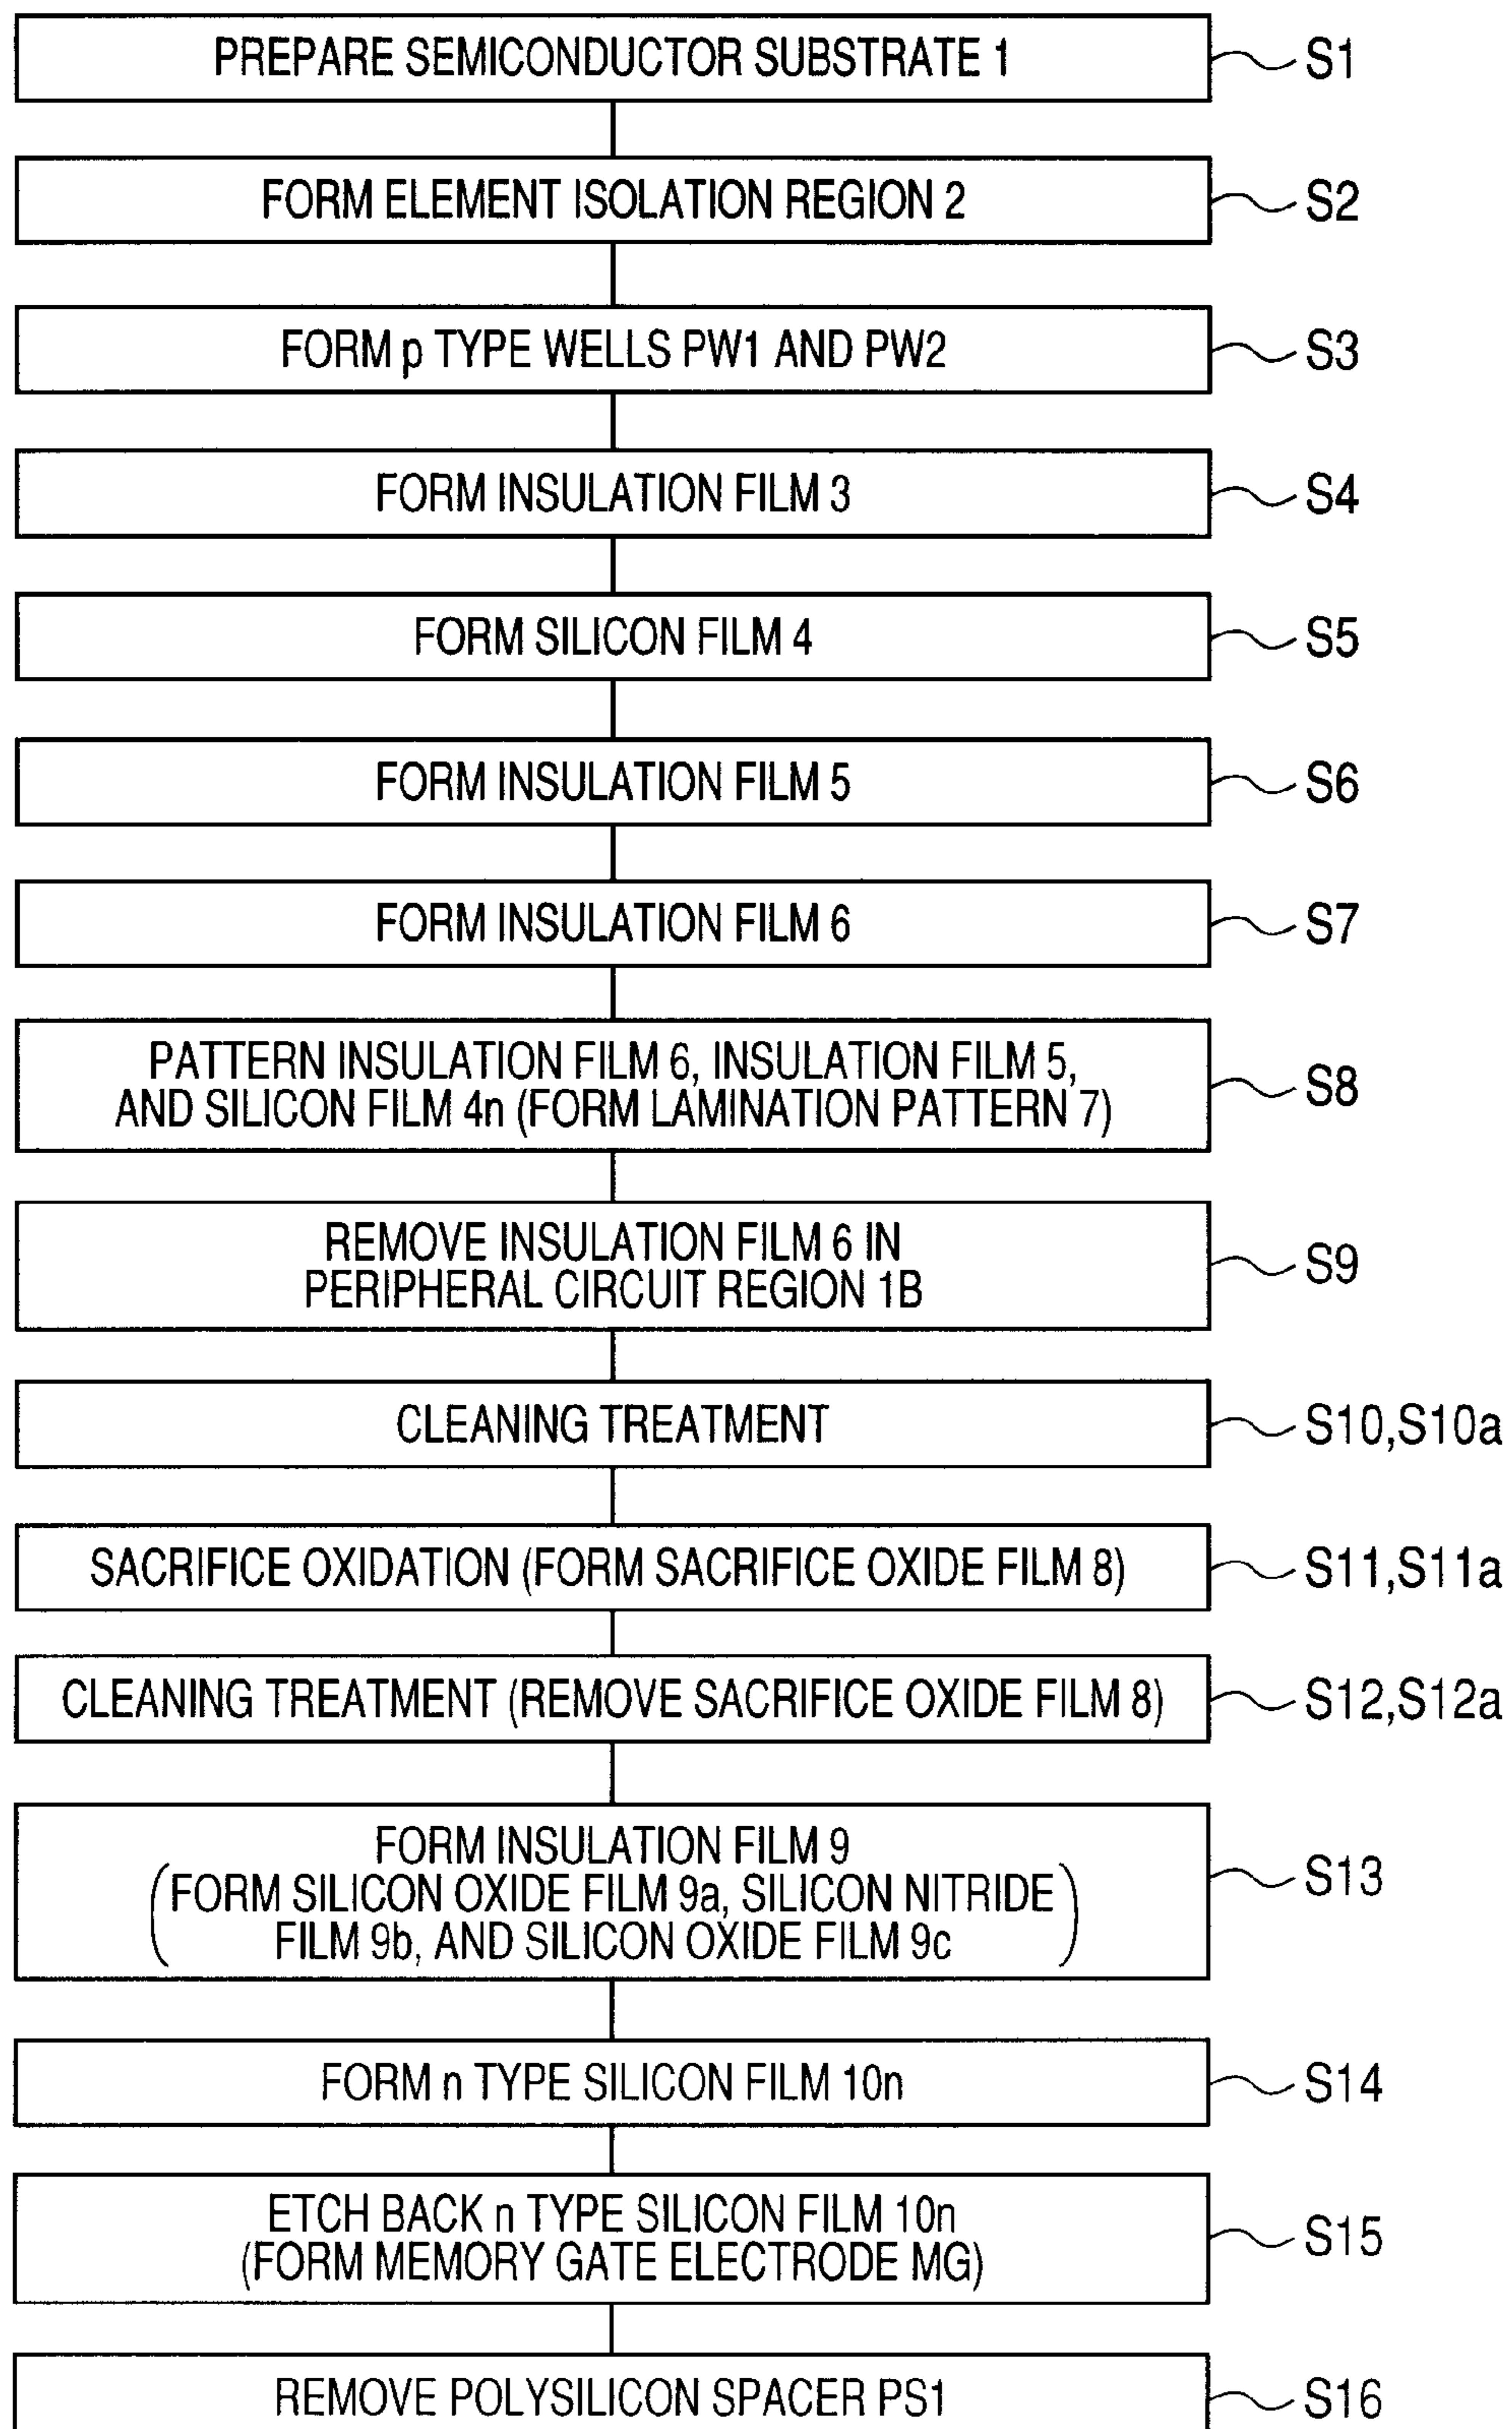 PREPARE SEMICONDUCTOR SUBSTRATE 1
S1
FORM ELEMENT ISOLATION REGION 2
S2
FORM p TYPE WELLS PW1 AND PW2
S3
FORM INSULATION FILM 3
S4
FORM SILICON FILM 4
S5
FORM INSULATION FILM 5
S6
FORM INSULATION FILM 6
S7
PATTERN INSULATION FILM 6, INSULATION FILM 5,
AND SILICON FILM 4n (FORM LAMINATION PATTERN 7)
S8
REMOVE INSULATION FILM 6 IN
PERIPHERAL CIRCUIT REGION 1B
S9
CLEANING TREATMENT
S10,S10a
SACRIFICE OXIDATION (FORM SACRIFICE OXIDE FILM 8)
S11,S11a
CLEANING TREATMENT (REMOVE SACRIFICE OXIDE FILM 8)
S12,S12a
FORM INSULATION FILM 9
(FORM SILICON OXIDE FILM 9a, SILICON NITRIDE
FILM 9b, AND SILICON OXIDE FILM 9c)
S13
FORM n TYPE SILICON FILM 10n
S14
ETCH BACK n TYPE SILICON FILM 10n
(FORM MEMORY GATE ELECTRODE MG)
S15
REMOVE POLYSILICON SPACER PS1
S16